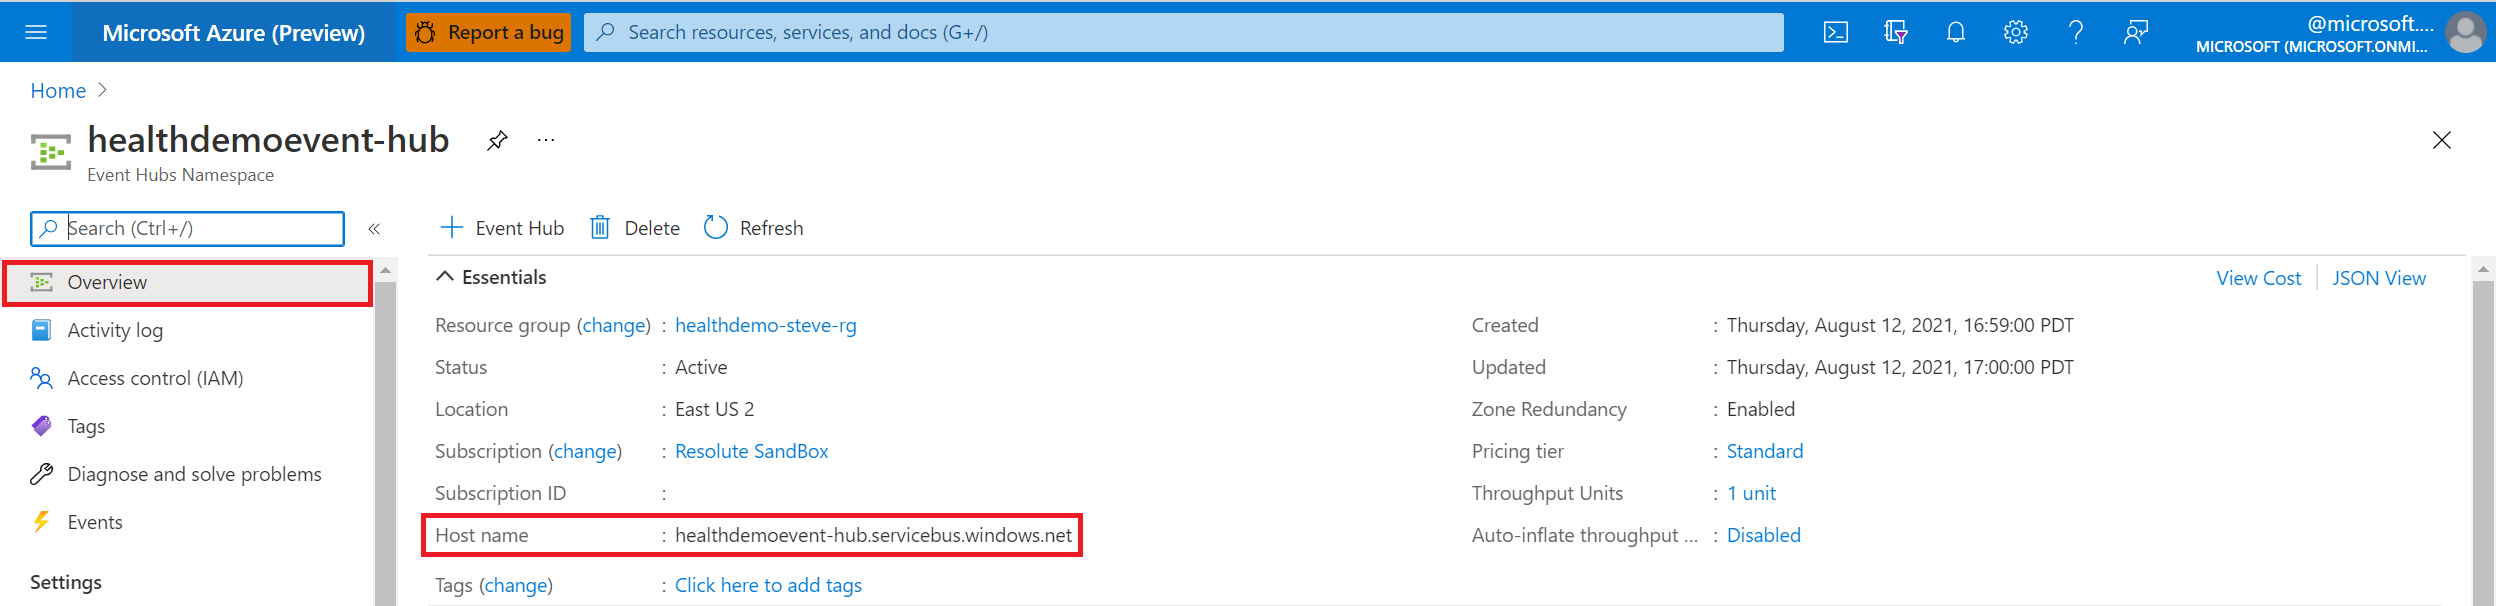 Microsoft Azure (Preview)
Report a bug
Search resources, services, and docs (G+/)
@microsoft....
MICROSOFT (MICROSOFT.ONMI...
Home
healthdemoevent-hub
...
Event Hubs Namespace
Search (Ctrl+/)
«
Event Hub
Delete
Refresh
Overview
Activity log
Access control (IAM)
Tags
Diagnose and solve problems
Events
Settings
Essentials
View Cost
JSON View
Resource group (change) : healthdemo-steve-rg
Status : Active
Location : East US 2
Subscription (change) : Resolute SandBox
Subscription ID :
Host name : healthdemoevent-hub.servicebus.windows.net
Tags (change) : Click here to add tags
Created : Thursday, August 12, 2021, 16:59:00 PDT
Updated : Thursday, August 12, 2021, 17:00:00 PDT
Zone Redundancy : Enabled
Pricing tier : Standard
Throughput Units : 1 unit
Auto-inflate throughput ... : Disabled